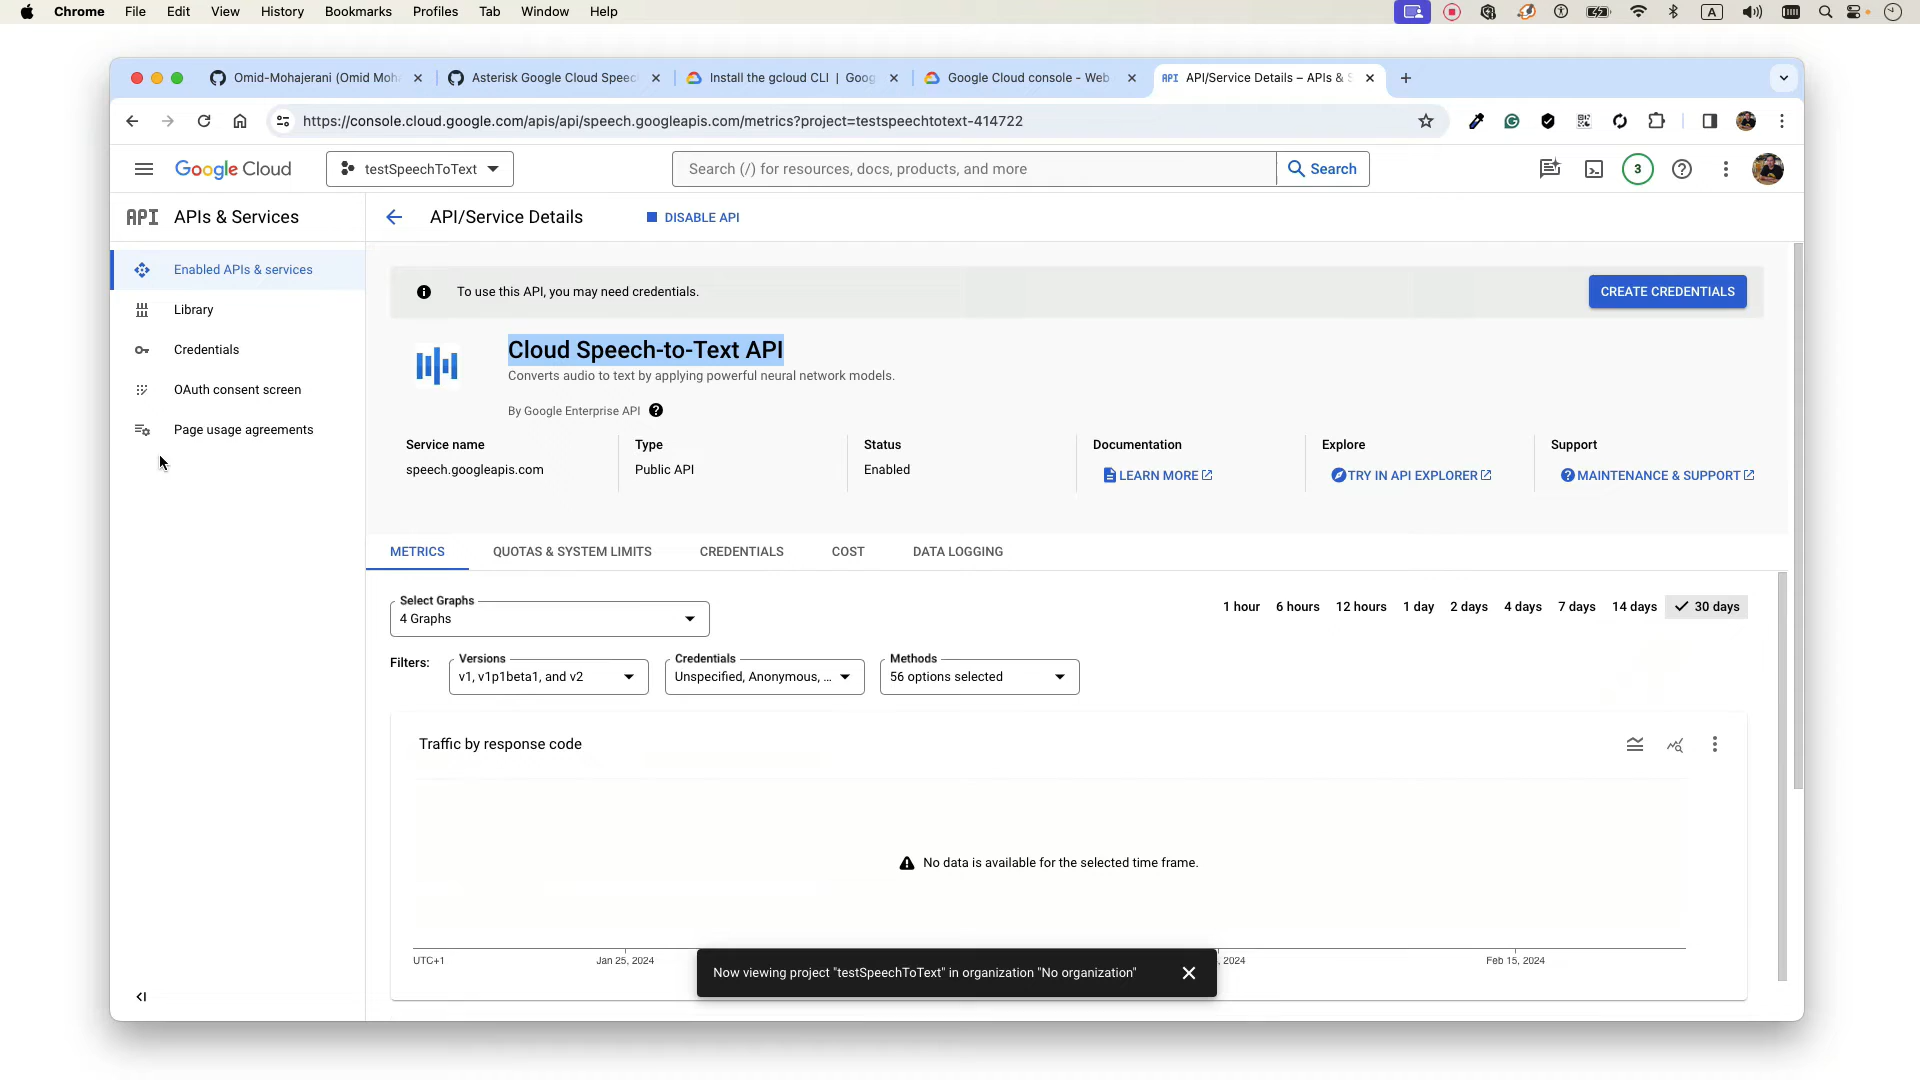 Chrome File Edit View History Bookmarks Profiles Tab Window Help A
Omid-Mohajerani (Omid Moh
Asterisk Google Cloud Speec
Install the gcloud CLI | Goog
Google Cloud console - Web
API API/Service Details – APIs & S
https://console.cloud.google.com/apis/api/speech.googleapis.com/metrics?project=testspeechtotext-414722
Google Cloud
testSpeechToText
Search (/) for resources, docs, products, and more
Search
3
API APIs & Services
API/Service Details
DISABLE API
Enabled APIs & services
Library
Credentials
OAuth consent screen
Page usage agreements
To use this API, you may need credentials.
CREATE CREDENTIALS
Cloud Speech-to-Text API
Converts audio to text by applying powerful neural network models.
By Google Enterprise API
Service name
speech.googleapis.com
Type
Public API
Status
Enabled
Documentation
LEARN MORE
Explore
TRY IN API EXPLORER
Support
MAINTENANCE & SUPPORT
METRICS QUOTAS & SYSTEM LIMITS CREDENTIALS COST DATA LOGGING
Select Graphs
4 Graphs
1 hour 6 hours 12 hours 1 day 2 days 4 days 7 days 14 days 30 days
Filters:
Versions
v1, v1p1beta1, and v2
Credentials
Unspecified, Anonymous, ...
Methods
56 options selected
Traffic by response code
No data is available for the selected time frame.
UTC+1 Jan 25, 2024 , 2024 Feb 15, 2024
Now viewing project "testSpeechToText" in organization "No organization"